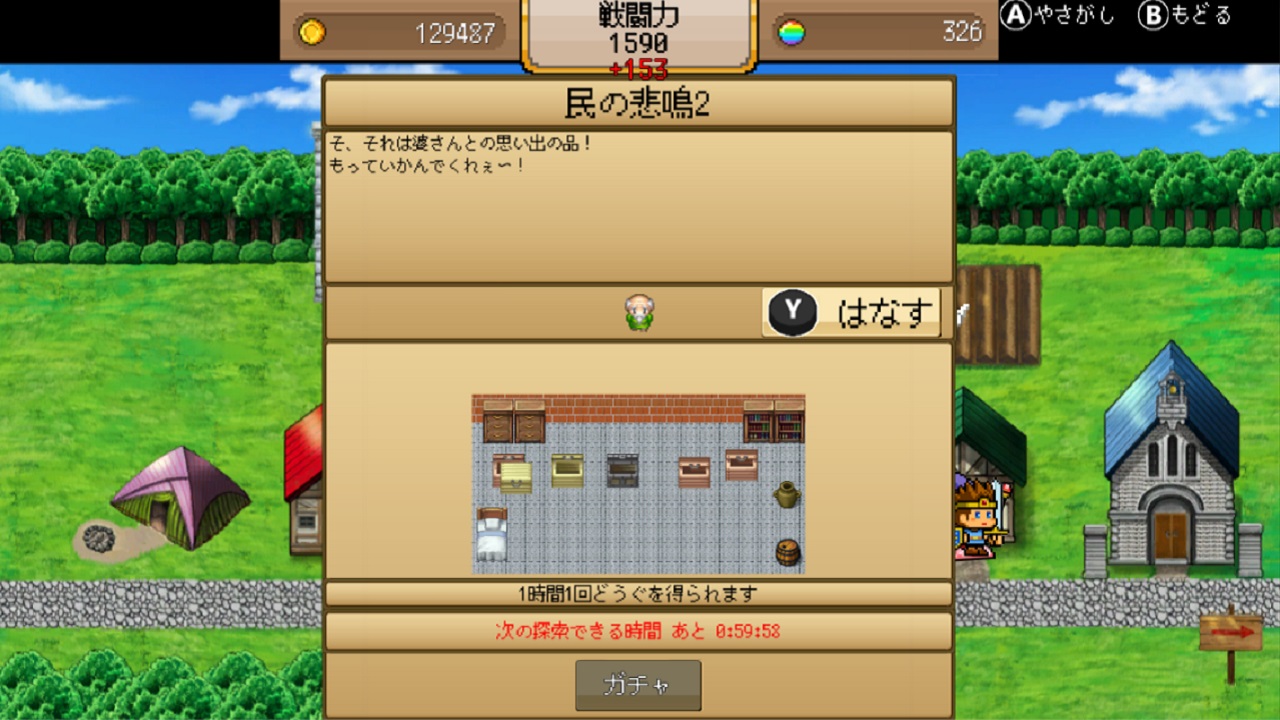 129487
戦闘力
1590
+153
326
Aやさがし Bもどる
民の悲鳴2
そ、それは婆さんとの思い出の品！
もっていかんでくれぇ～！
Y はなす
1時間1回どうぐを得られます
次の探索できる時間 あと 0:59:58
ガチャ